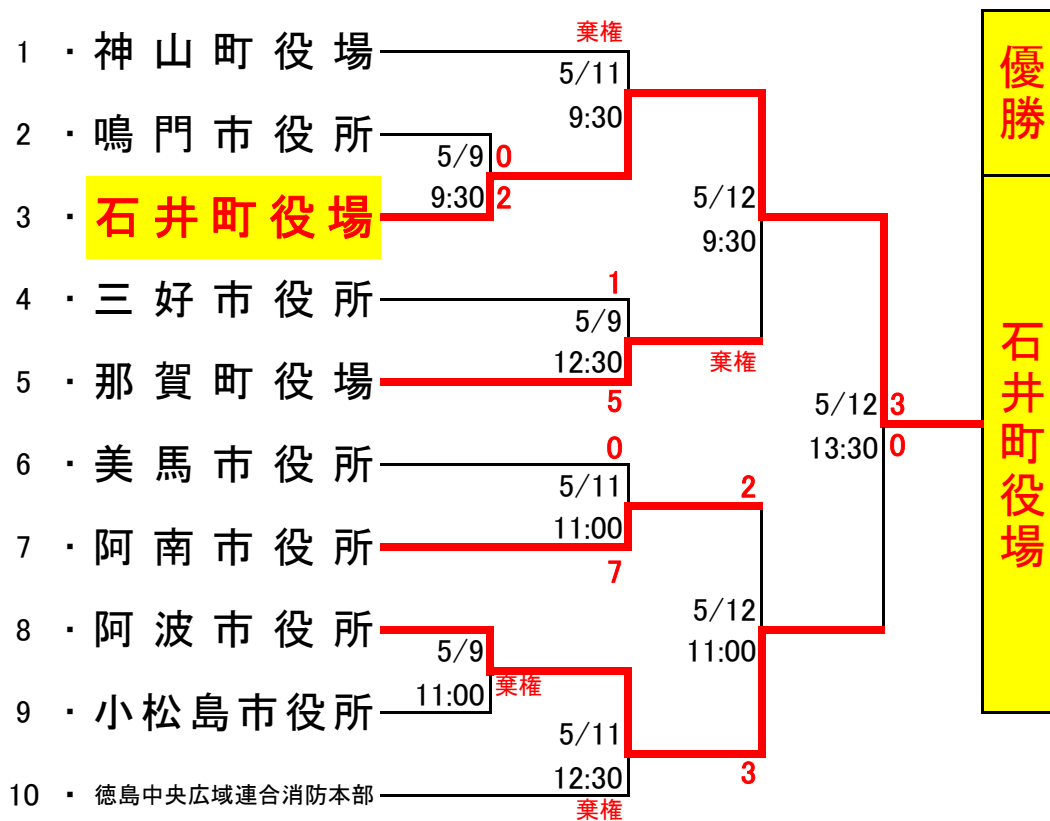 棄権
1 ・ 神山町役場
5/11
9:30
2 ・ 鳴門市役所
5/9 0
9:30 2
3 ・ 石井町役場
5/12
9:30
1
4 ・ 三好市役所
5/9
12:30
棄権
5 ・ 那賀町役場
5
5/12 3
13:30 0
0
6 ・ 美馬市役所
5/11
11:00
2
7 ・ 阿南市役所
7
5/12
11:00
8 ・ 阿波市役所
5/9
11:00
棄権
9 ・ 小松島市役所
5/11
12:30
3
10 ・ 徳島中央広域連合消防本部
棄権
優勝
石井町役場